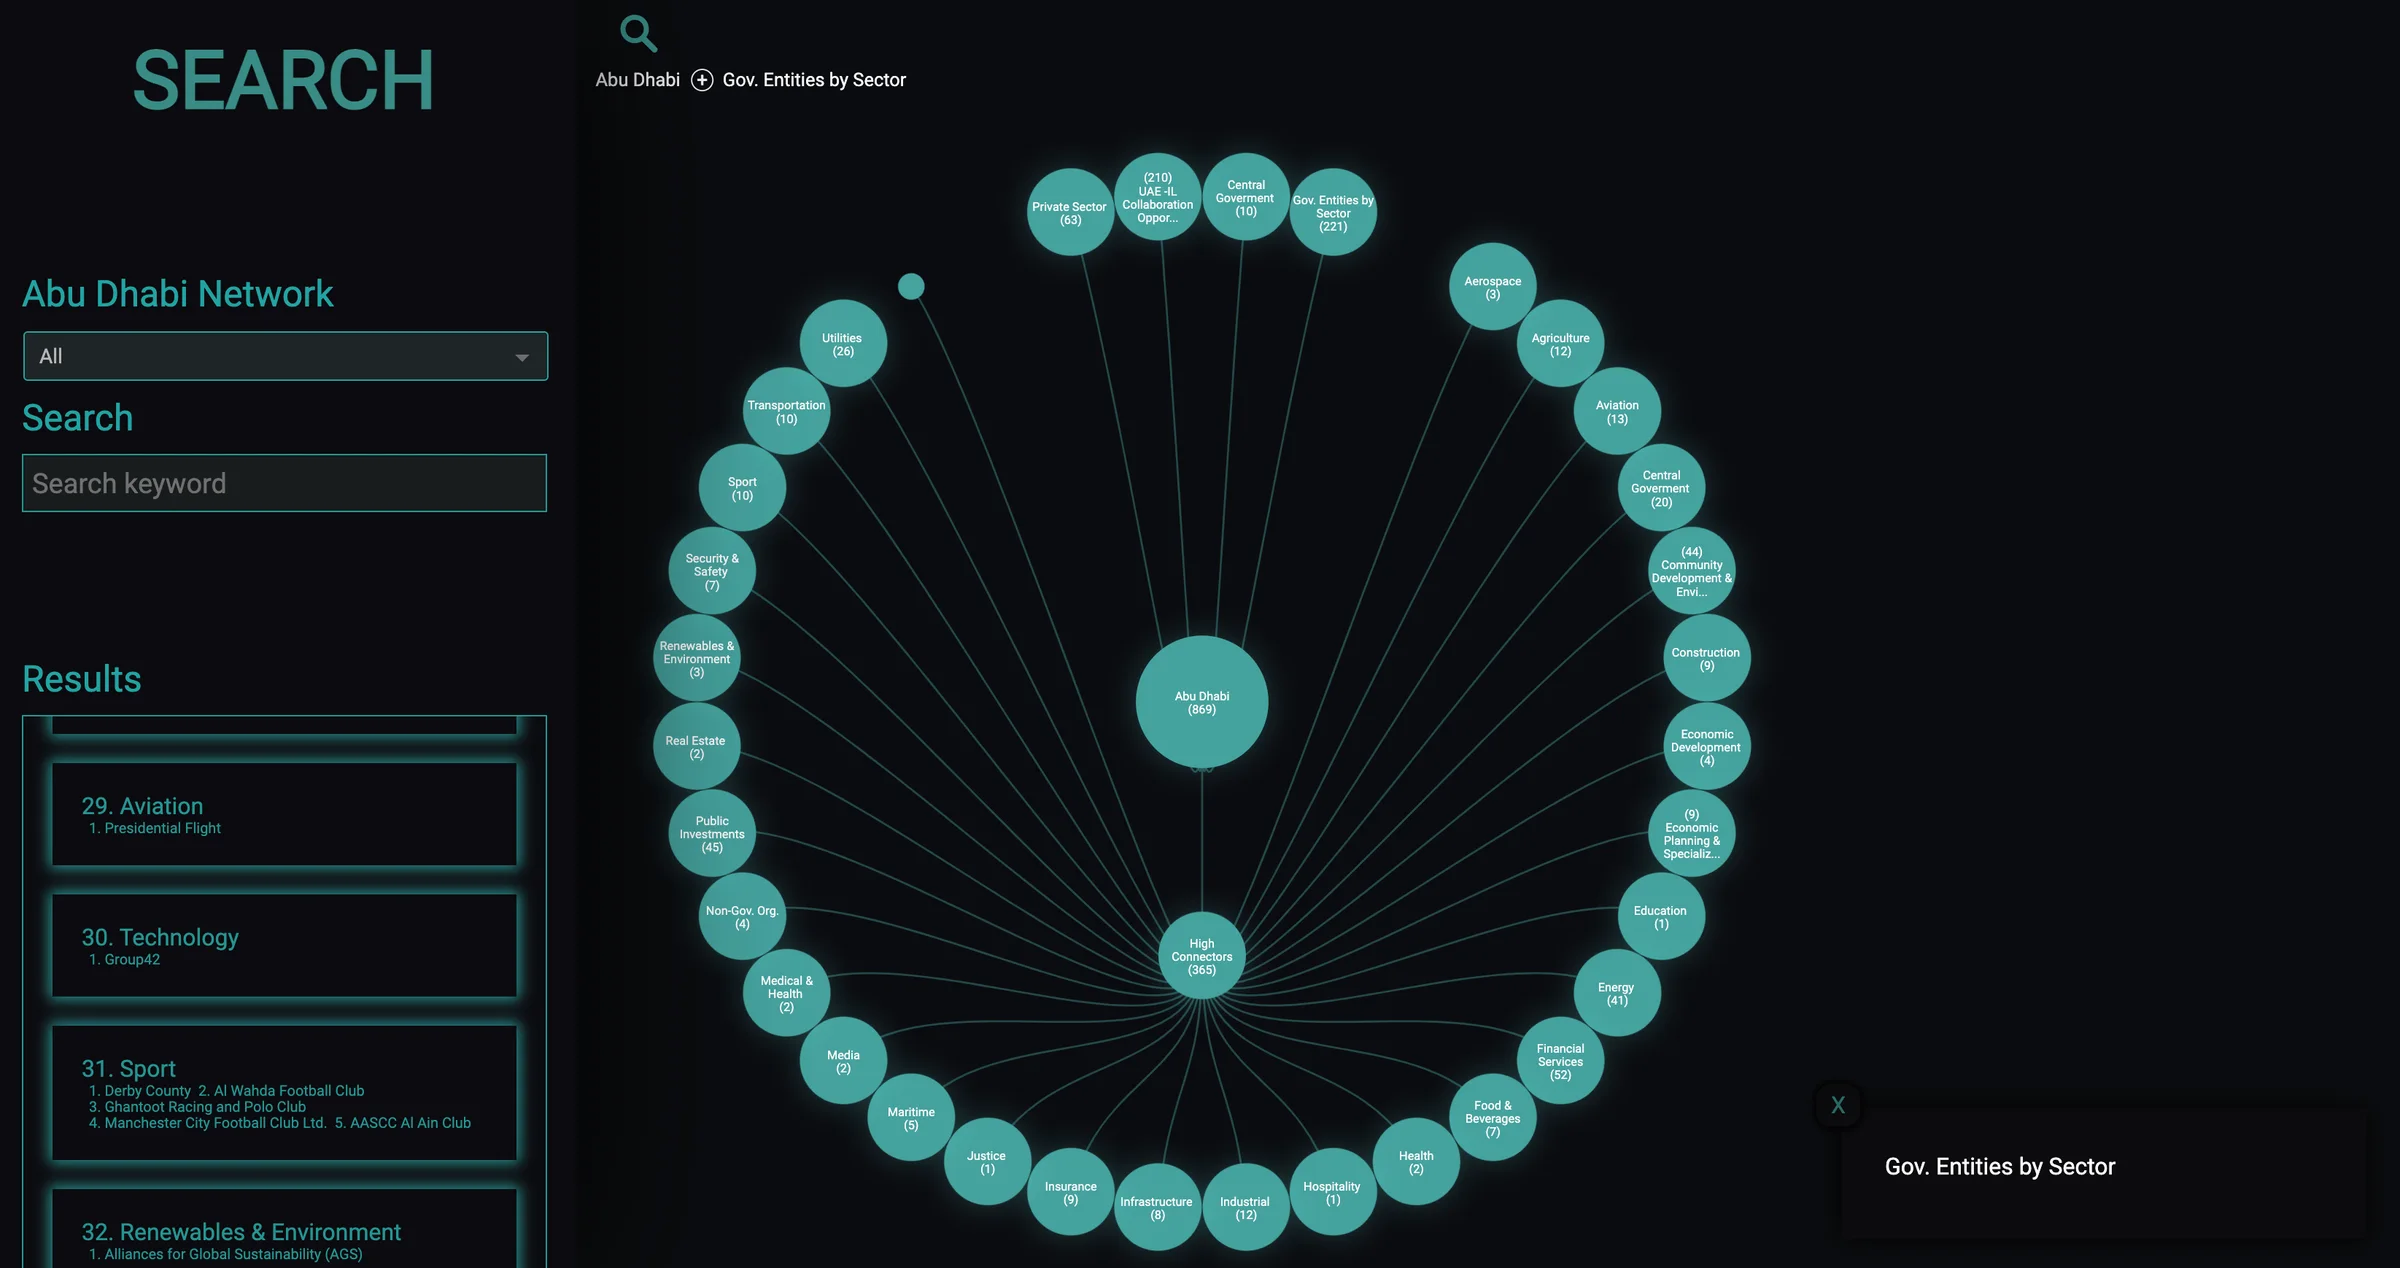 SEARCH
Abu Dhabi Network
All
Search
Search keyword
Results
29. Aviation
1. Presidential Flight
30. Technology
1. Group42
31. Sport
1. Derby County 2. Al Wahda Football Club
3. Ghantoot Racing and Polo Club
4. Manchester City Football Club Ltd. 5. AASCC Al Ain Club
32. Renewables & Environment
1. Alliances for Global Sustainability (AGS)
Abu Dhabi + Gov. Entities by Sector
Private Sector
(63)
(210)
UAE -IL
Collaboration
Oppor...
Central
Goverment
(10)
Gov. Entities by
Sector
(221)
Aerospace
(3)
Agriculture
(12)
Aviation
(13)
Central
Goverment
(20)
(44)
Community
Development &
Envi...
Construction
(9)
Economic
Development
(4)
(9)
Economic
Planning &
Specializ...
Education
(1)
Energy
(41)
Financial
Services
(52)
Food &
Beverages
(7)
Health
(2)
Hospitality
(1)
Industrial
(12)
Infrastructure
(8)
Insurance
(9)
Justice
(1)
Maritime
(5)
Media
(2)
Medical &
Health
(2)
Non-Gov. Org.
(4)
Public
Investments
(45)
Real Estate
(2)
Renewables &
Environment
(3)
Security &
Safety
(7)
Sport
(10)
Transportation
(10)
Utilities
(26)
Abu Dhabi
(869)
High
Connectors
(365)
X
Gov. Entities by Sector